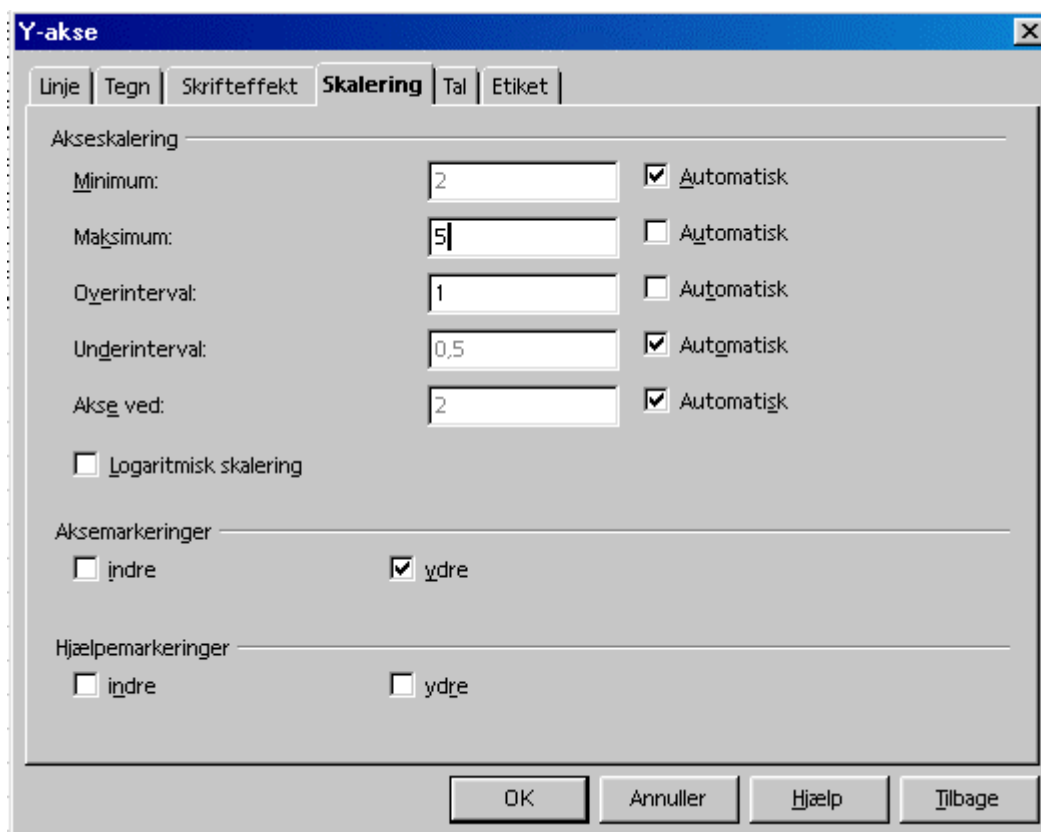 Y-akse
Linje Tegn Skrifteffekt Skalering Tal Etiket
Akseskalering
Minimum: 2 Automatisk
Maksimum: 5 Automatisk
Overinterval: 1 Automatisk
Underinterval: 0,5 Automatisk
Akse ved: 2 Automatisk
Logaritmisk skalering
Aksemarkeringer
indre ydre
Hjælpemarkeringer
indre ydre
OK Annuller Hjælp Tilbage